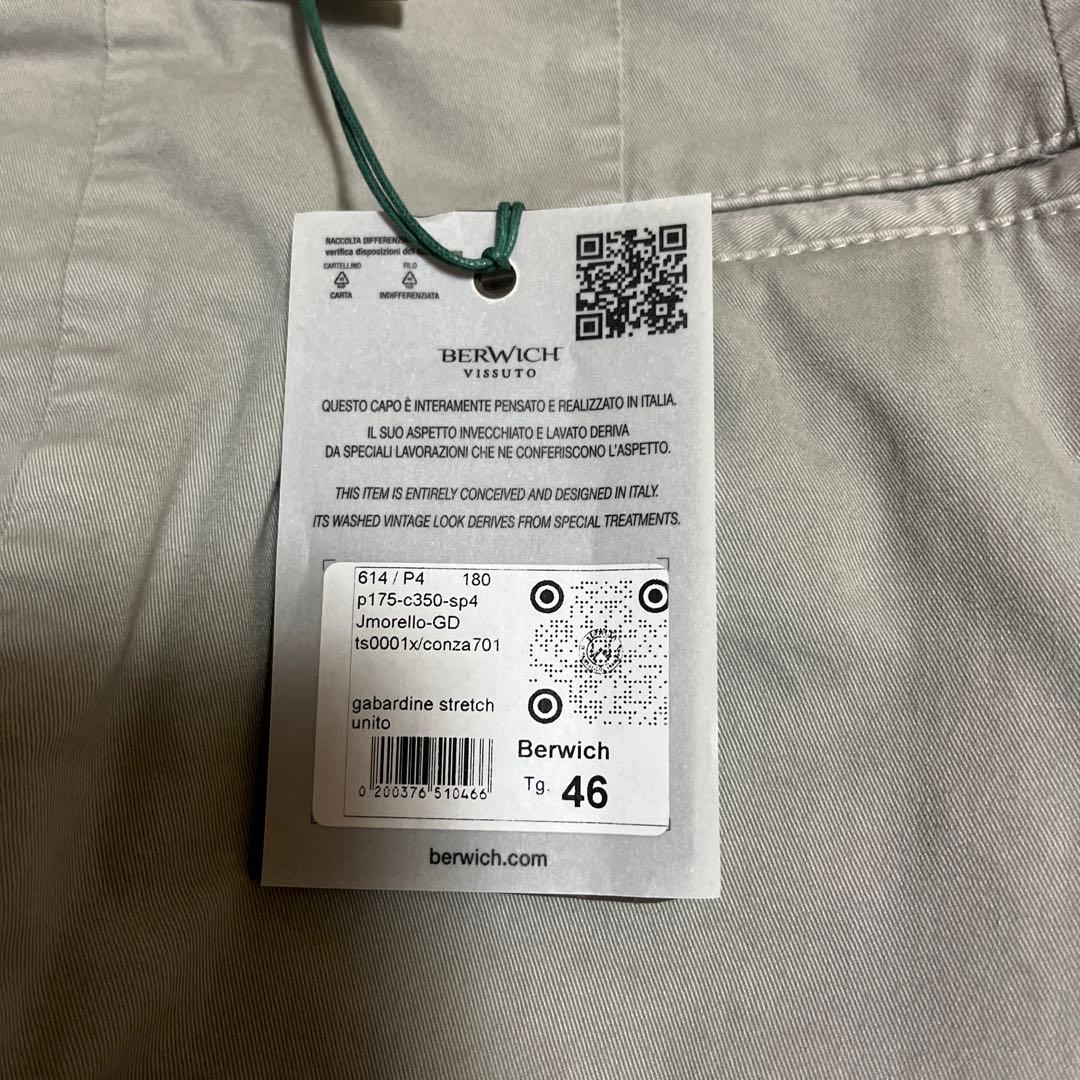 RACCOLTA DIFFERENZIA
verifica disposizioni del
CARTELLINO
FILO
CARTA
INDIFFERENZIATA
BERWICH
VISSUTO
QUESTO CAPO È INTERAMENTE PENSATO E REALIZZATO IN ITALIA.
IL SUO ASPETTO INVECCHIATO E LAVATO DERIVA
DA SPECIALI LAVORAZIONI CHE NE CONFERISCONO L'ASPETTO.
THIS ITEM IS ENTIRELY CONCEIVED AND DESIGNED IN ITALY.
ITS WASHED VINTAGE LOOK DERIVES FROM SPECIAL TREATMENTS.
614 / P4 180
p175-c350-sp4
Jmorello-GD
ts0001x/conza701
gabardine stretch
unito
0 200376 510466
Berwich
Tg. 46
berwich.com